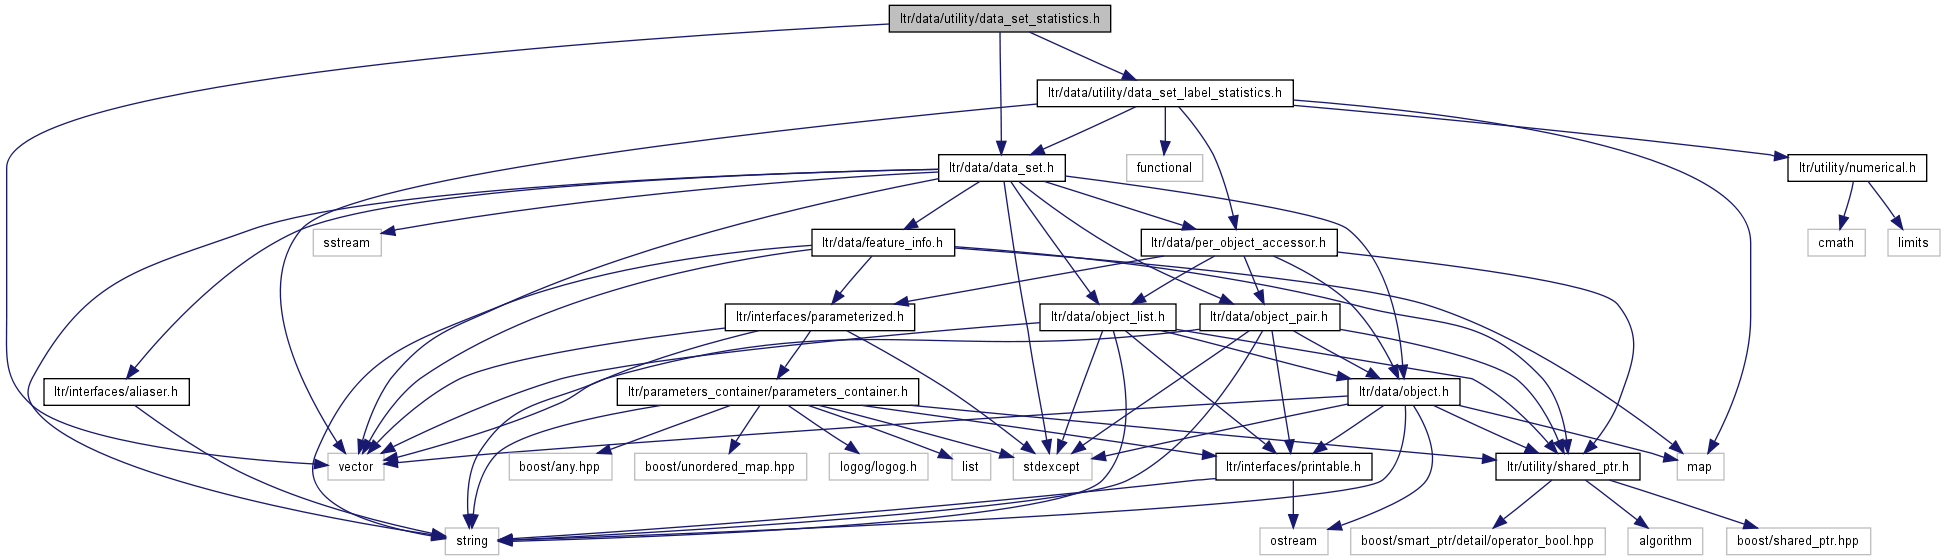 ltr/data/utility/data_set_statistics.h
ltr/data/utility/data_set_label_statistics.h
ltr/data/data_set.h
functional
ltr/utility/numerical.h
sstream
ltr/data/feature_info.h
ltr/data/per_object_accessor.h
cmath
limits
ltr/interfaces/parameterized.h
ltr/data/object_list.h
ltr/data/object_pair.h
ltr/interfaces/aliaser.h
ltr/parameters_container/parameters_container.h
ltr/data/object.h
vector
boost/any.hpp
boost/unordered_map.hpp
logog/logog.h
list
stdexcept
ltr/interfaces/printable.h
ltr/utility/shared_ptr.h
map
string
ostream
boost/smart_ptr/detail/operator_bool.hpp
algorithm
boost/shared_ptr.hpp